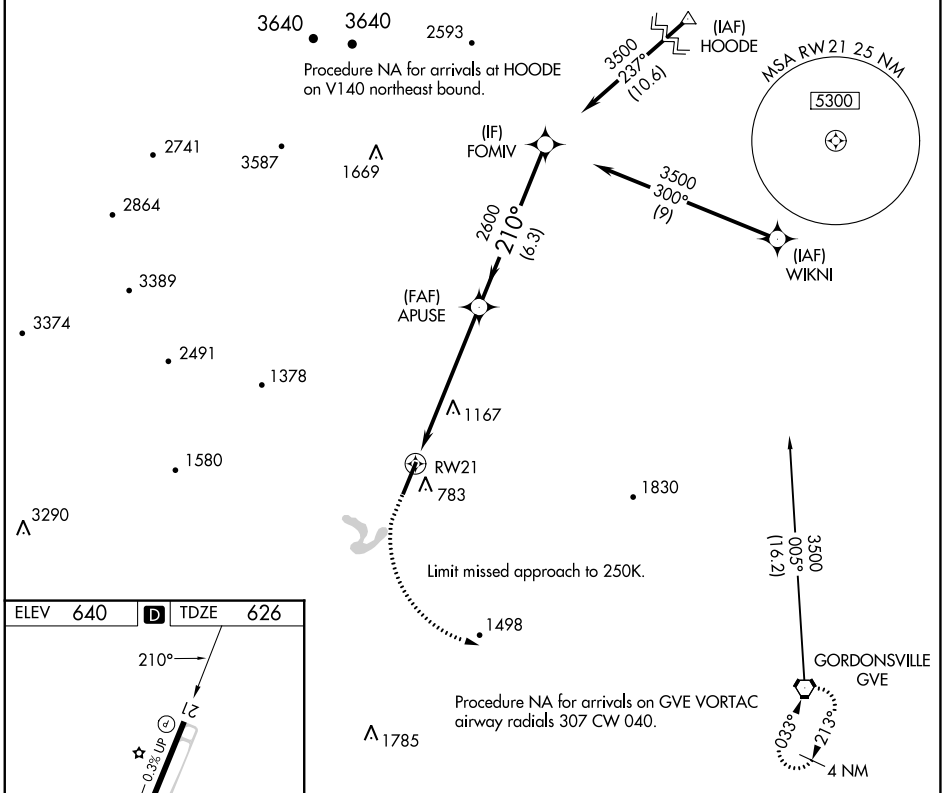 3640
3640
2593
3500
237°
(10.6)
(IAF)
HOODE
MSA RW 21 25 NM
5300
Procedure NA for arrivals at HOODE
on V140 northeast bound.
(IF)
FOMIV
2741
3587
1669
2864
3500
300°
(9)
(IAF)
WIKNI
2600
210°
(6.3)
3389
(FAF)
APUSE
3374
2491
1378
1167
1580
RW21
783
1830
3290
3500
005°
(16.2)
Limit missed approach to 250K.
1498
ELEV 640 D TDZE 626
210°
21
P
0.3% UP
GORDONSVILLE
GVE
Procedure NA for arrivals on GVE VORTAC
airway radials 307 CW 040.
1785
033°
213°
4 NM